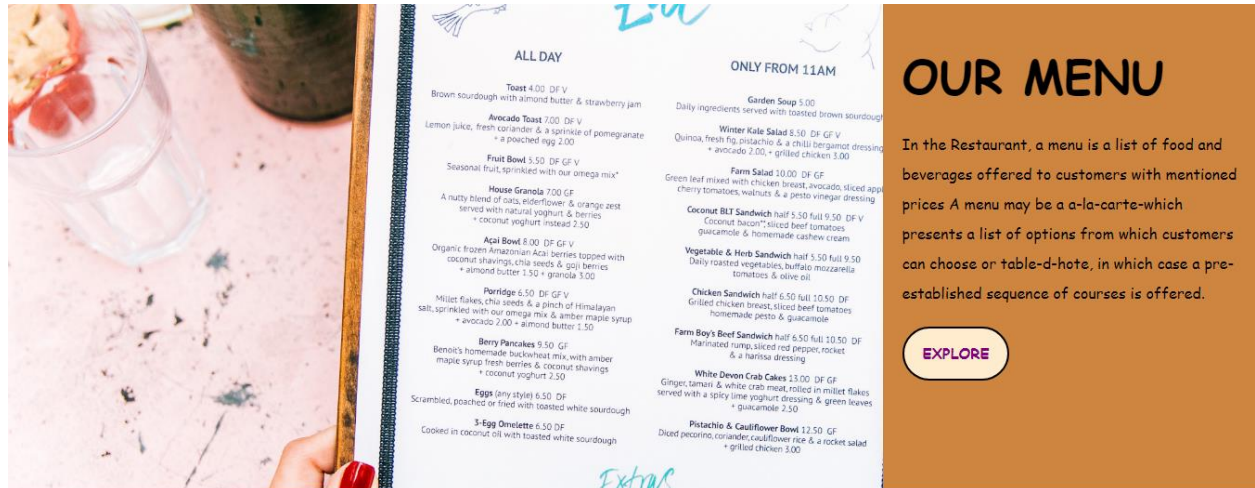 Eat
ALL DAY
Toast 4.00 DF V
Brown sourdough with almond butter & strawberry jam
Avocado Toast 7.00 DF V
Lemon juice, fresh coriander & a sprinkle of pomegranate
+ a poached egg 2.00
Fruit Bowl 5.50 DF GF V
Seasonal fruit, sprinkled with our omega mix*
House Granola 7.00 GF
A nutty blend of oats, elderflower & orange zest
served with natural yoghurt & berries
+ coconut yoghurt instead 2.50
Açai Bowl 8.00 DF GF V
Organic frozen Amazonian Acai berries topped with
coconut shavings, chia seeds & goji berries
+ almond butter 1.50 + granola 3.00
Porridge 6.50 DF GF V
Millet flakes, chia seeds & a pinch of Himalayan
salt, sprinkled with our omega mix & amber maple syrup
+ avocado 2.00 + almond butter 1.50
Berry Pancakes 9.50 GF
Benoit's homemade buckwheat mix, with amber
maple syrup fresh berries & coconut shavings
+ coconut yoghurt 2.50
Eggs (any style) 6.50 DF
Scrambled, poached or fried with toasted white sourdough
3-Egg Omelette 6.50 DF
Cooked in coconut oil with toasted white sourdough
ONLY FROM 11AM
Garden Soup 5.00
Daily ingredients served with toasted brown sourdough
Winter Kale Salad 8.50 DF GF V
Quinoa, fresh fig, pistachio & a chilli bergamot dressing
+ avocado 2.00, + grilled chicken 3.00
Farm Salad 10.00 DF GF
Green leaf mixed with chicken breast, avocado, sliced appl
cherry tomatoes, walnuts & a pesto vinegar dressing
Coconut BLT Sandwich half 5.50 full 9.50 DF V
Coconut bacon**, sliced beef tomatoes
guacamole & homemade cashew cream
Vegetable & Herb Sandwich half 5.50 full 9.50
Daily roasted vegetables, buffalo mozzarella
tomatoes & olive oil
Chicken Sandwich half 6.50 full 10.50 DF
Grilled chicken breast, sliced beef tomatoes
homemade pesto & guacamole
Farm Boy's Beef Sandwich half 6.50 full 10.50 DF
Marinated rump, sliced red pepper, rocket
& a harissa dressing
White Devon Crab Cakes 13.00 DF GF
Ginger, tamari & white crab meat, rolled in millet flakes
served with a spicy lime yoghurt dressing & green leaves
+ guacamole 2.50
Pistachio & Cauliflower Bowl 12.50 GF
Diced pecorino, coriander, cauliflower rice & a rocket salad
+ grilled chicken 3.00
Extras
OUR MENU
In the Restaurant, a menu is a list of food and
beverages offered to customers with mentioned
prices A menu may be a a-la-carte-which
presents a list of options from which customers
can choose or table-d-hote, in which case a pre-
established sequence of courses is offered.
EXPLORE